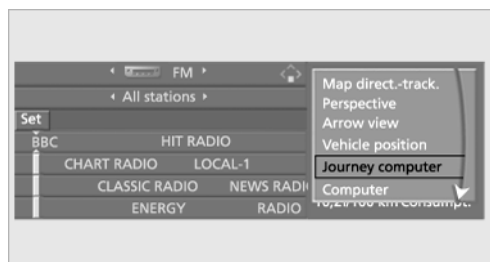 FM
All stations
Set
BBC HIT RADIO
CHART RADIO LOCAL-1
CLASSIC RADIO NEWS RADI
ENERGY RADIO
Map direct.-track.
Perspective
Arrow view
Vehicle position
Journey computer
Computer
km Consumpt.